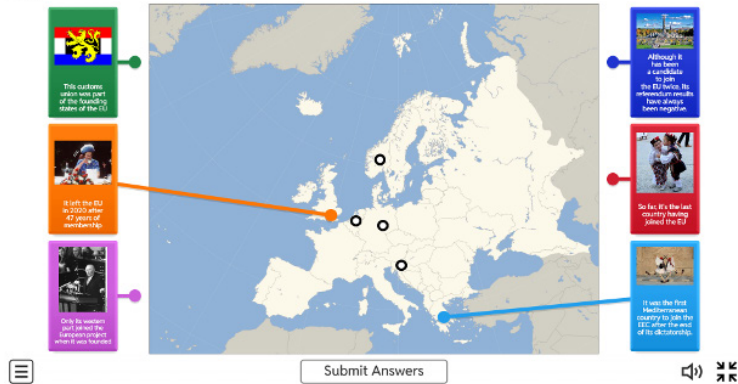 This customs
union was part
of the founding
states of the EU
It left the EU
in 2020 after
47 years of
membership
Only its western
part joined the
European project
when it was founded
Although it
has been
a candidate
to join
the EU twice, its
referendum results
have always
been negative.
So far, it's the last
country having
joined the EU
It was the first
Mediterranean
country to join the
EEC after the end
of its dictatorship.
Submit Answers